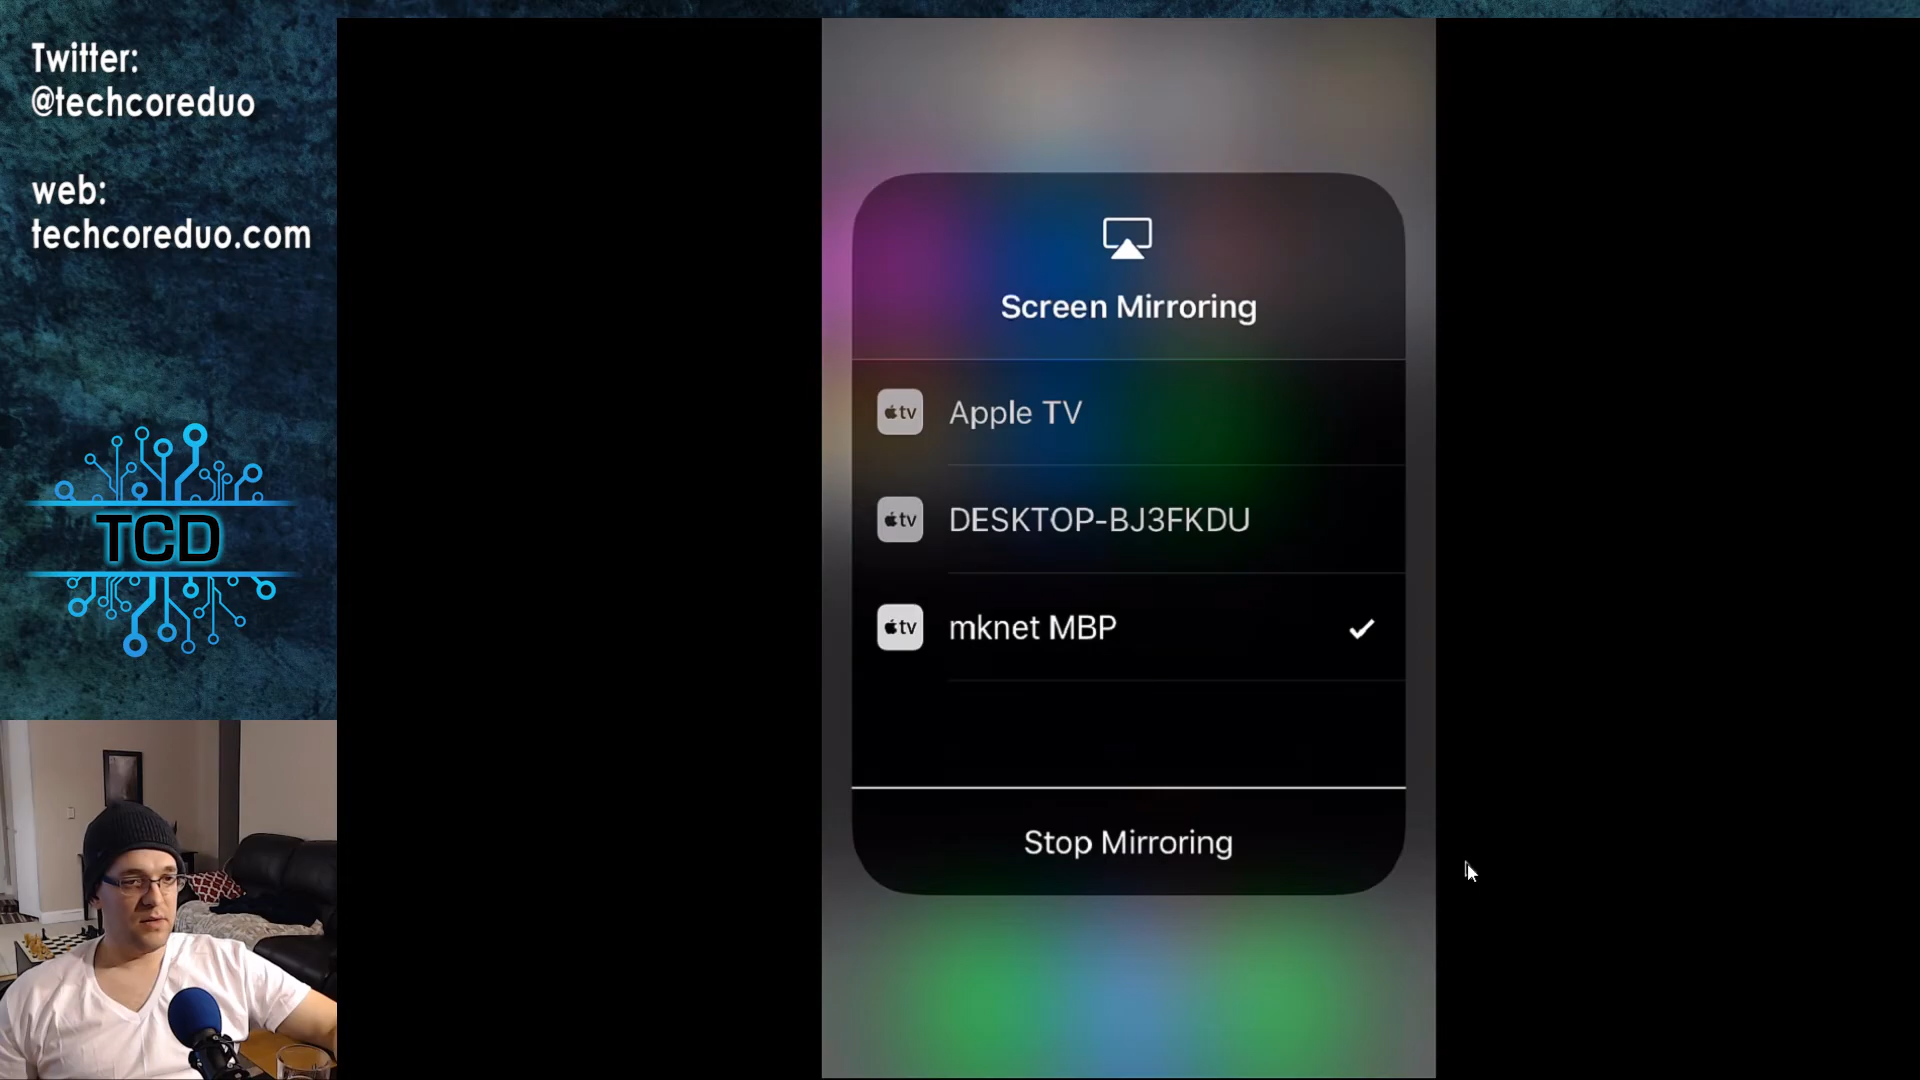 Twitter:
@techcoreduo
web:
techcoreduo.com
TCD
Screen Mirroring
tv Apple TV
tv DESKTOP-BJ3FKDU
tv mknet MBP
Stop Mirroring